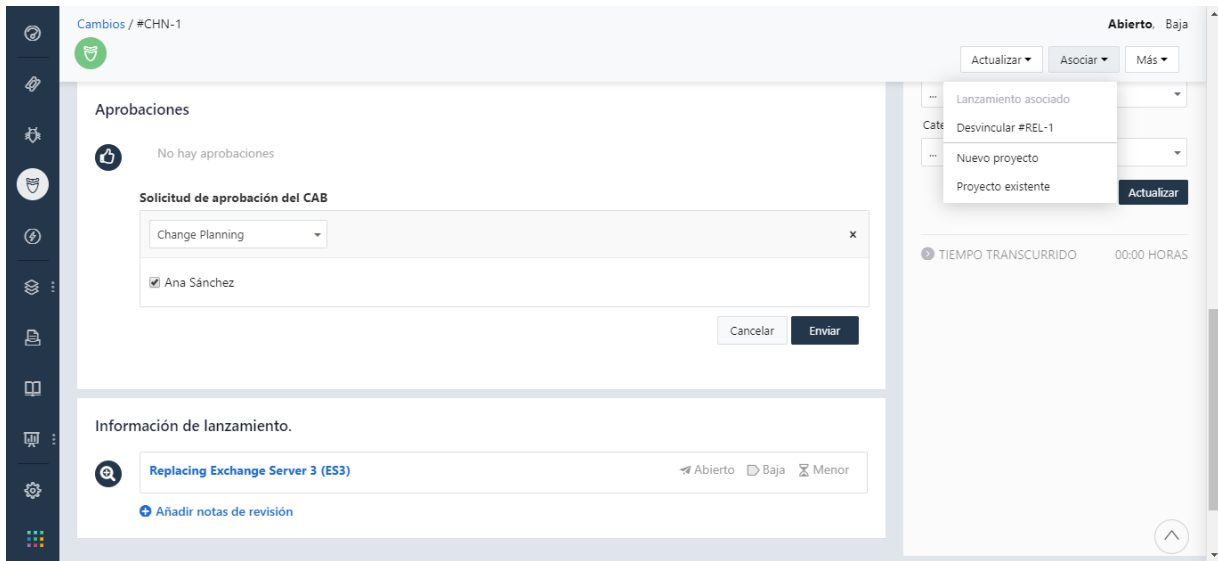 Cambios / #CHN-1
Abierto, Baja
Actualizar
Asociar
Más
Aprobaciones
No hay aprobaciones
Solicitud de aprobación del CAB
Change Planning
x
Ana Sánchez
Cancelar
Enviar
Información de lanzamiento.
Replacing Exchange Server 3 (ES3)
Abierto
Baja
Menor
Añadir notas de revisión
...
Lanzamiento asociado
Desvincular #REL-1
Nuevo proyecto
Proyecto existente
Cate
...
Actualizar
TIEMPO TRANSCURRIDO
00:00 HORAS